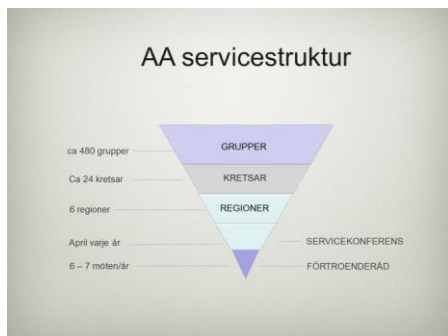 AA servicestruktur
ca 480 grupper
GRUPPER
Ca 24 kretsar
KRETSAR
6 regioner
REGIONER
April varje år
SERVICEKONFERENS
6 – 7 möten/år
FÖRTROENDERÅD